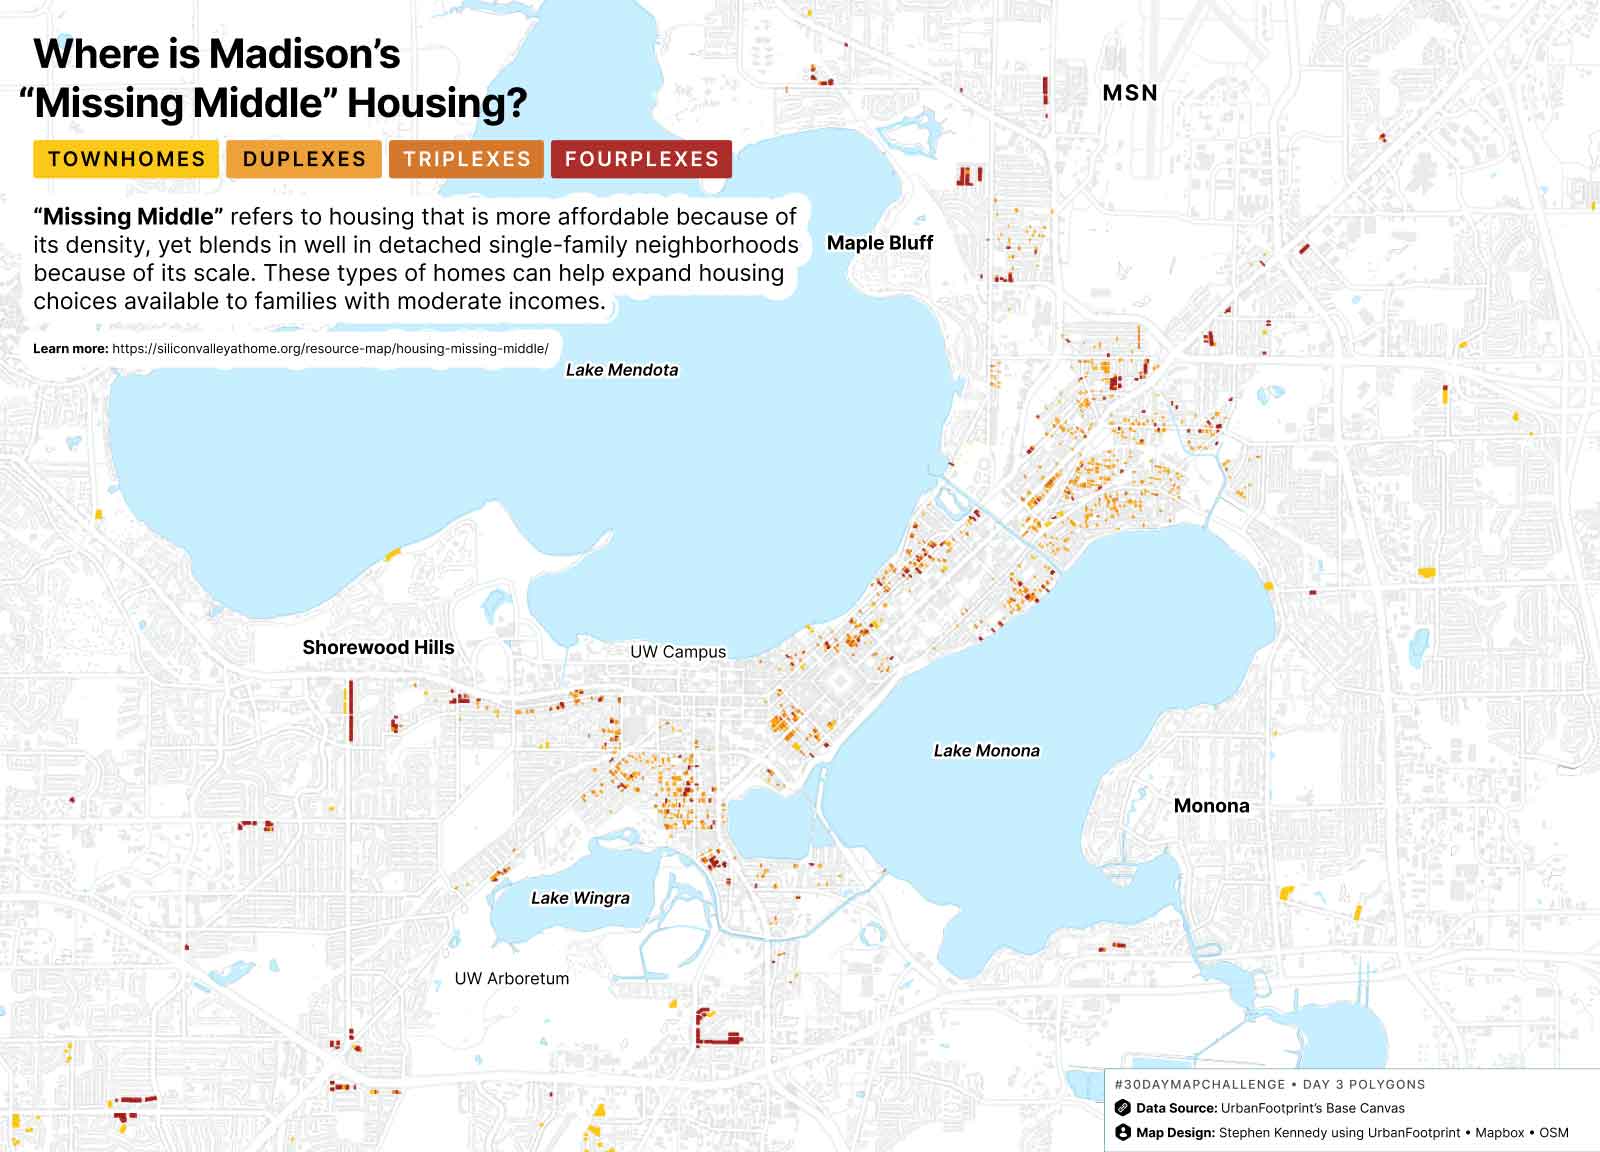 Where is Madison’s
“Missing Middle” Housing?
TOWNHOMES DUPLEXES TRIPLEXES FOURPLEXES
“Missing Middle” refers to housing that is more affordable because of
its density, yet blends in well in detached single-family neighborhoods
because of its scale. These types of homes can help expand housing
choices available to families with moderate incomes.
Learn more: https://siliconvalleyathome.org/resource-map/housing-missing-middle/
MSN
Maple Bluff
Lake Mendota
Shorewood Hills
UW Campus
Lake Monona
Monona
Lake Wingra
UW Arboretum
#30DAYMAPCHALLENGE • DAY 3 POLYGONS
Data Source: UrbanFootprint’s Base Canvas
Map Design: Stephen Kennedy using UrbanFootprint • Mapbox • OSM